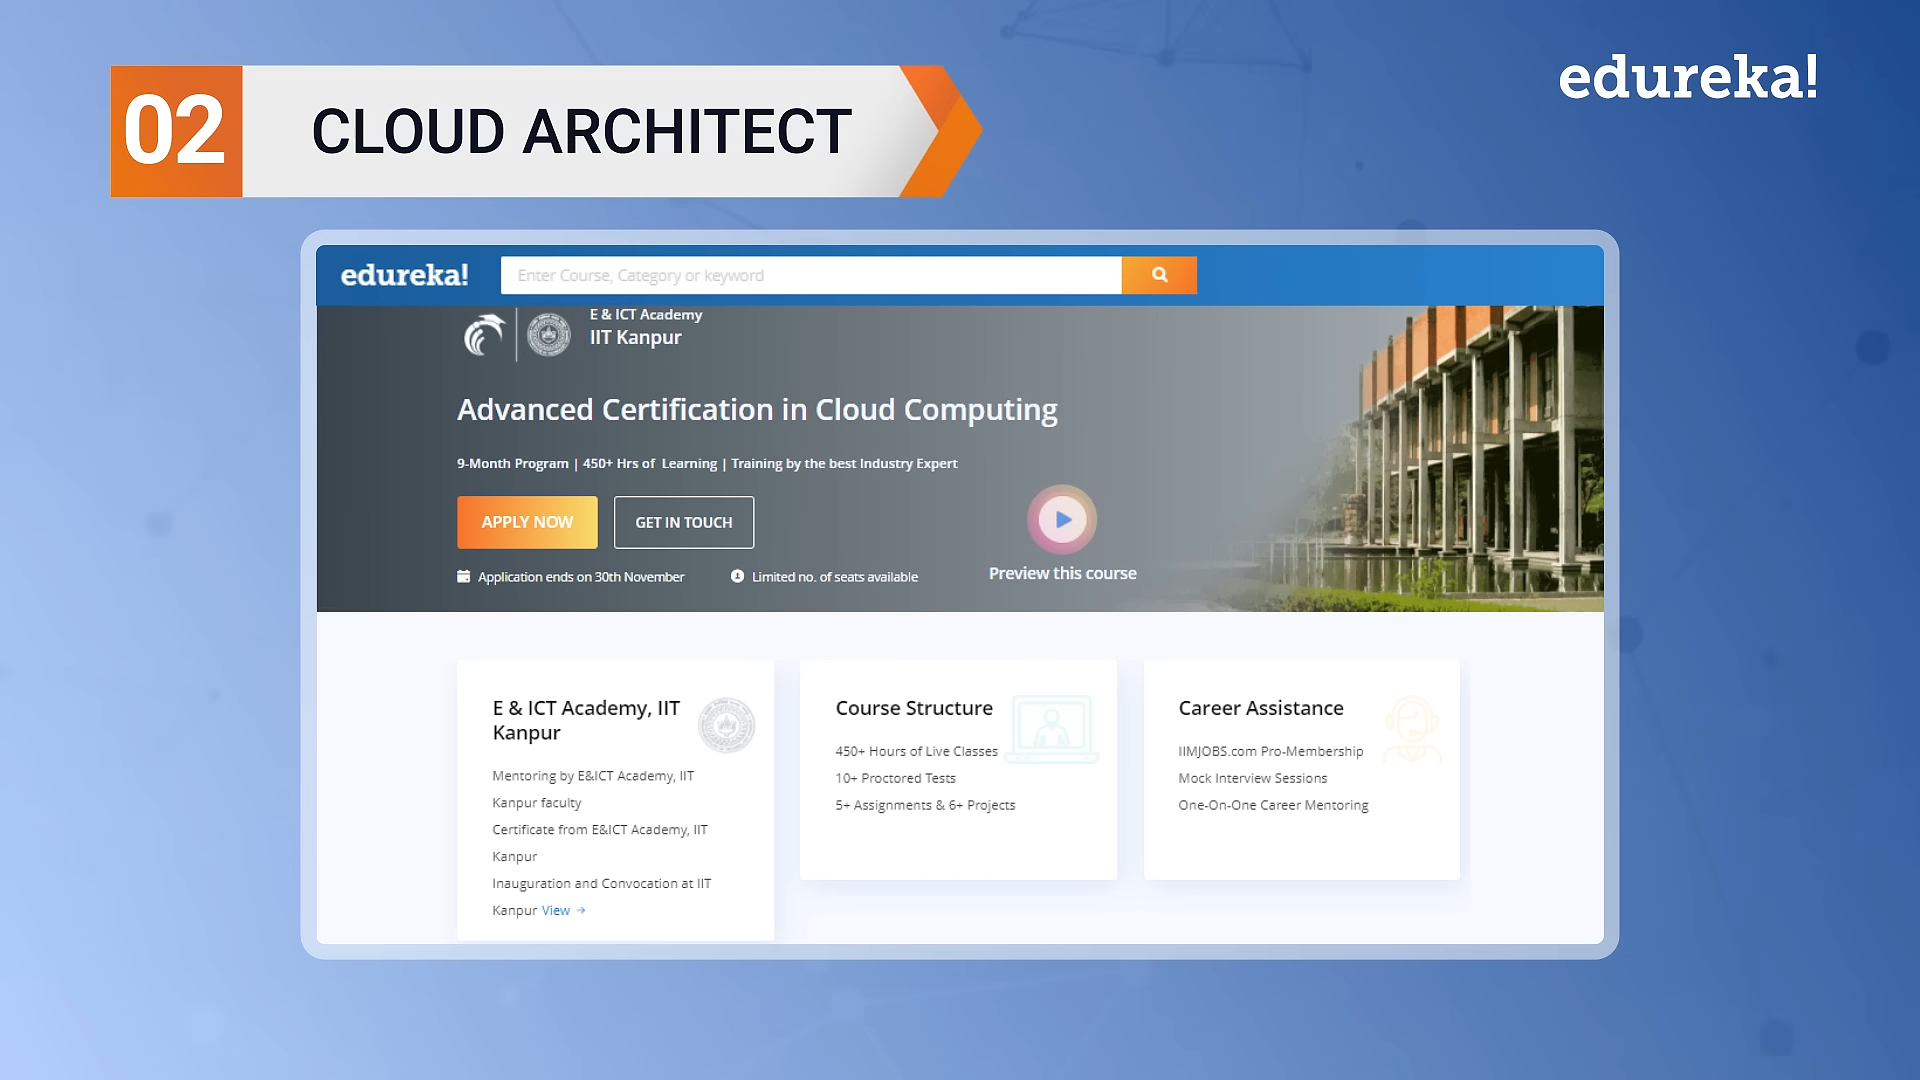 02
CLOUD ARCHITECT
edureka!
edureka!
Enter Course, Category or keyword
E & ICT Academy
IIT Kanpur
Advanced Certification in Cloud Computing
9-Month Program | 450+ Hrs of Learning | Training by the best Industry Expert
APPLY NOW
GET IN TOUCH
Application ends on 30th November
Limited no. of seats available
Preview this course
E & ICT Academy, IIT
Kanpur
Mentoring by E&ICT Academy, IIT
Kanpur faculty
Certificate from E&ICT Academy, IIT
Kanpur
Inauguration and Convocation at IIT
Kanpur View →
Course Structure
450+ Hours of Live Classes
10+ Proctored Tests
5+ Assignments & 6+ Projects
Career Assistance
IIMJOBS.com Pro-Membership
Mock Interview Sessions
One-On-One Career Mentoring